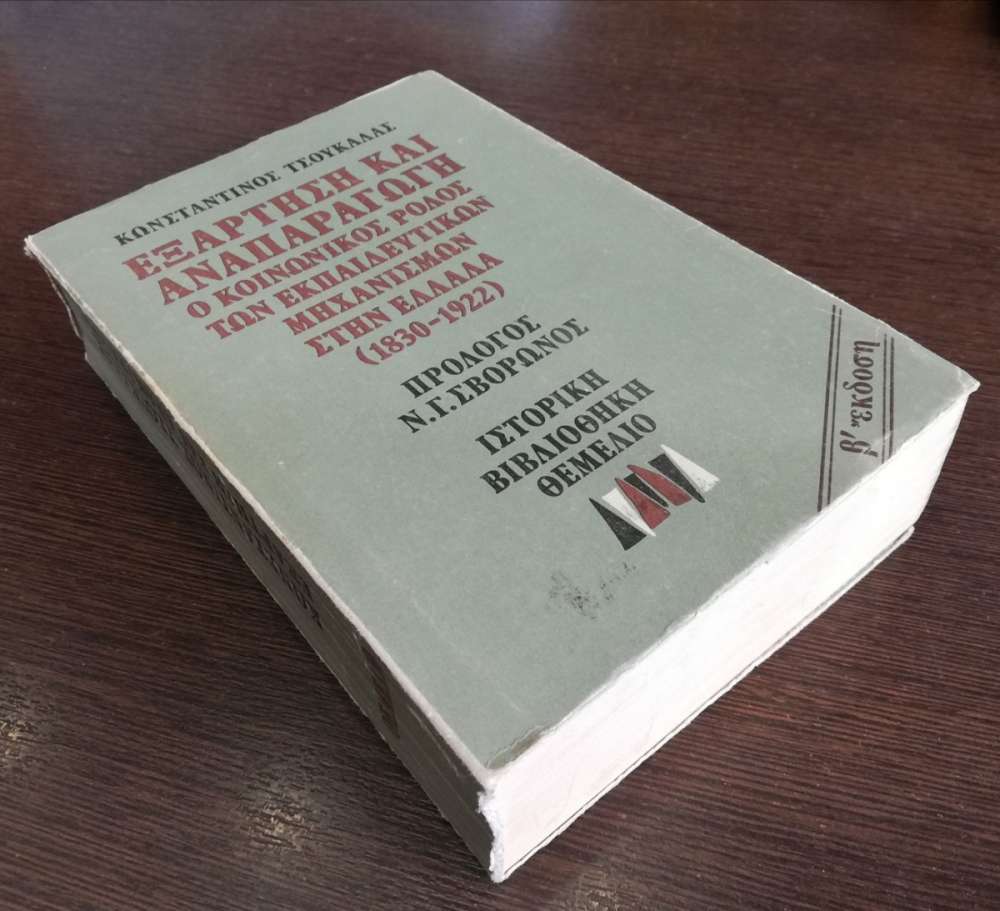 ΚΩΝΣΤΑΝΤΙΝΟΣ ΤΣΟΥΚΑΛΑΣ
ΕΞΑΡΤΗΣΗ ΚΑΙ
ΑΝΑΠΑΡΑΓΩΓΗ
Ο ΚΟΙΝΩΝΙΚΟΣ ΡΟΛΟΣ
ΤΩΝ ΕΚΠΑΙΔΕΥΤΙΚΩΝ
ΜΗΧΑΝΙΣΜΩΝ
ΣΤΗΝ ΕΛΛΑΔΑ
(1830-1922)
ΠΡΟΛΟΓΟΣ
Ν.Γ. ΣΒΟΡΩΝΟΣ
ΙΣΤΟΡΙΚΗ
ΒΙΒΛΙΟΘΗΚΗ
ΘΕΜΕΛΙΟ